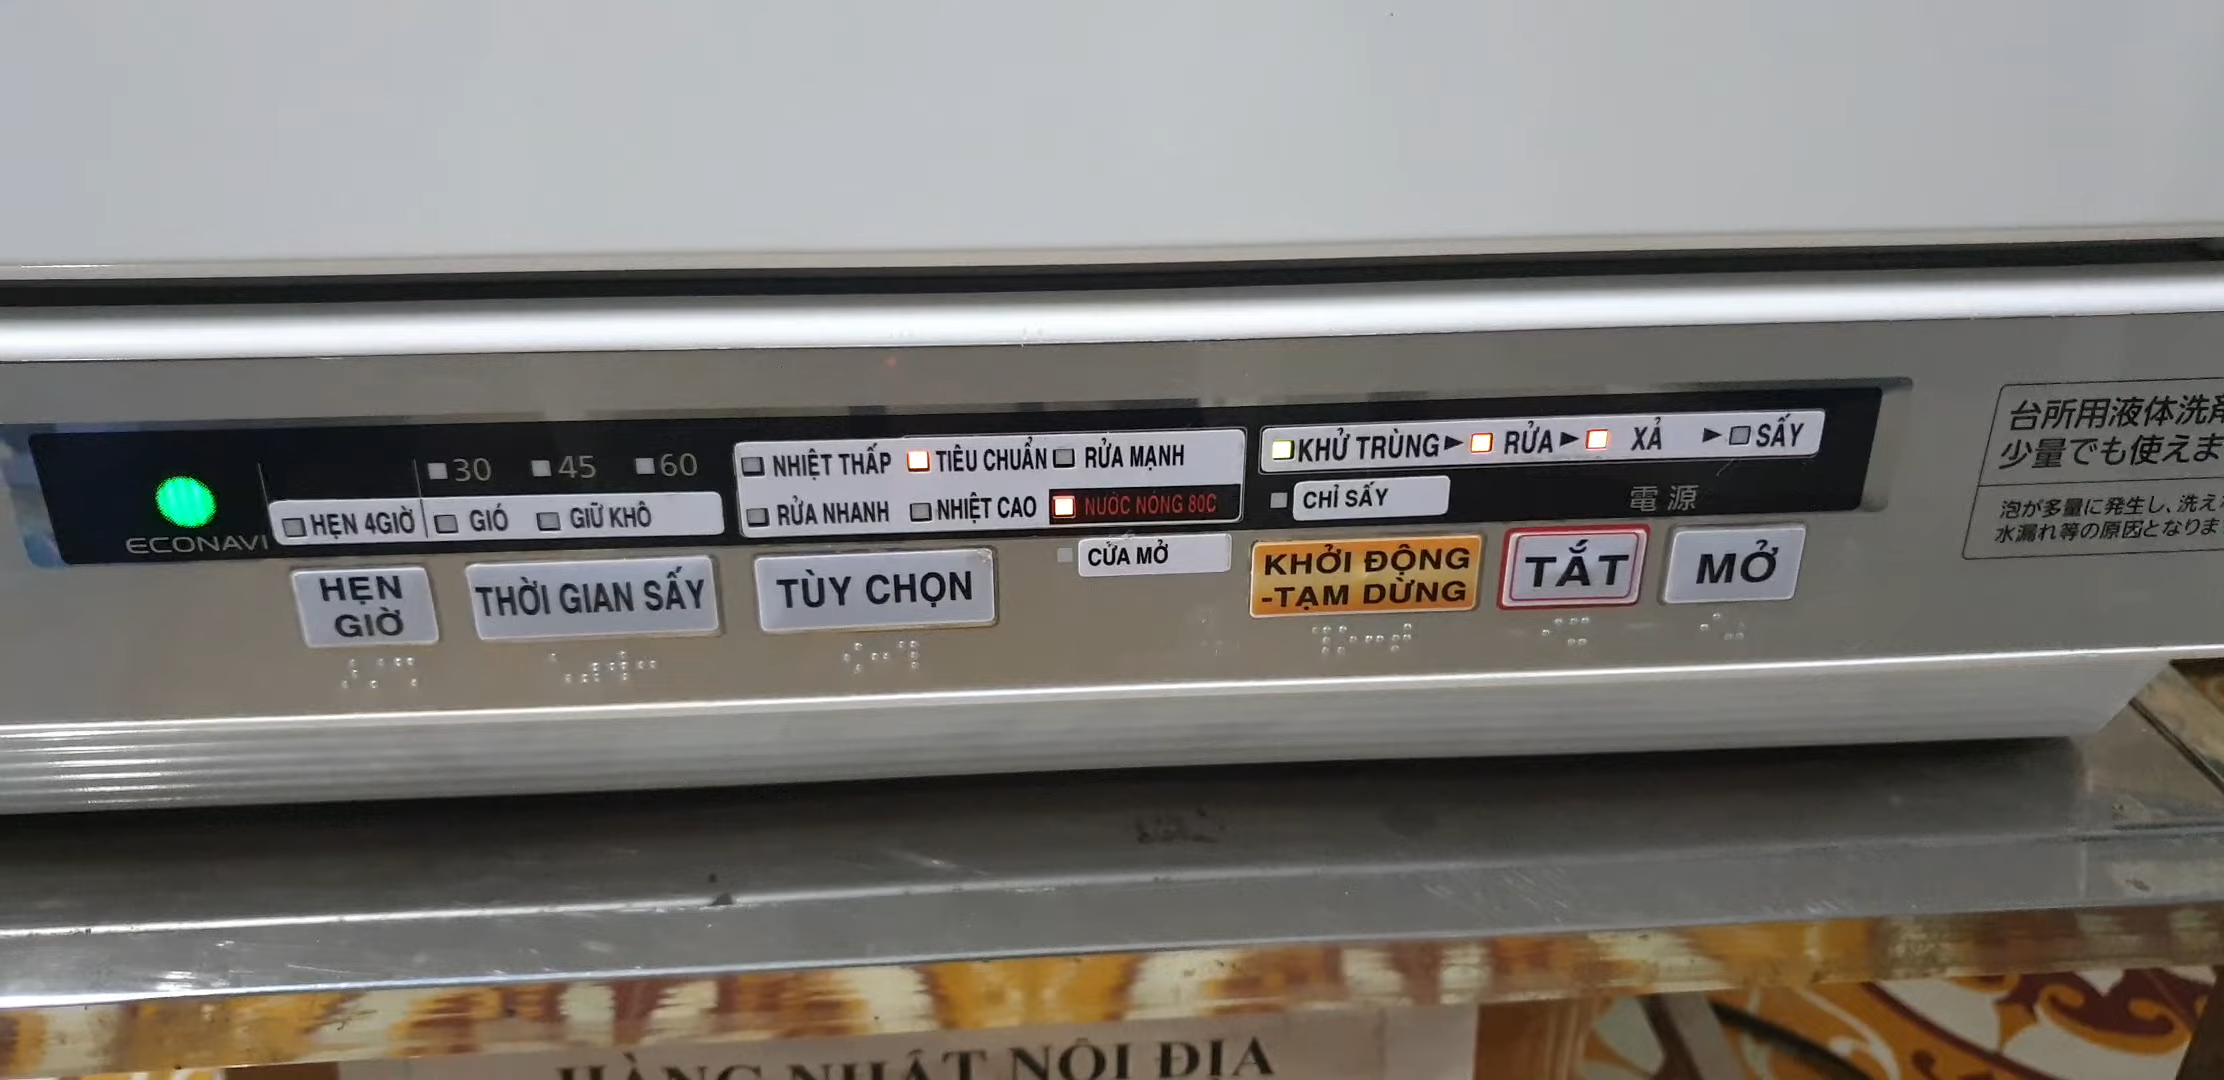 30 45 60
ECONAVI
HẸN 4GIỜ GIÓ GIỮ KHÔ
NHIỆT THẤP TIÊU CHUẨN RỬA MẠNH
RỬA NHANH NHIỆT CAO NƯỚC NÓNG 80C
CỬA MỞ
KHỬ TRÙNG RỬA XẢ SẤY
CHỈ SẤY
電源
HẸN
GIỜ
THỜI GIAN SẤY
TÙY CHỌN
KHỞI ĐỘNG
-TẠM DỪNG
TẮT
MỞ
台所用液体洗剤
少量でも使えま
泡が多量に発生し、洗え
水漏れ等の原因となりま
HÀNG NHẬT NỘI ĐỊA